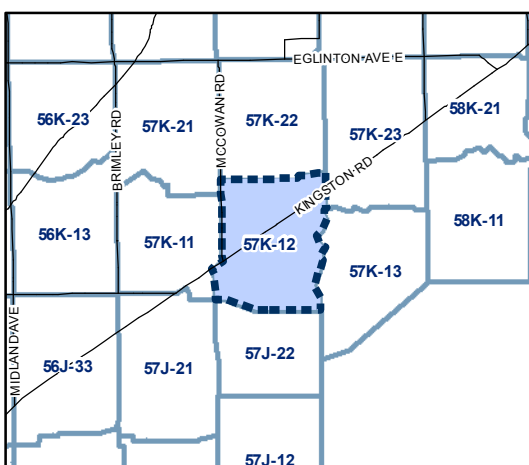 EGLINTON AVE E
56K-23
BRIMLEY RD
57K-21
MCCOWAN RD
57K-22
57K-23
58K-21
KINGSTON RD
56K-13
57K-11
57K-12
57K-13
58K-11
MIDLAND AVE
56J-33
57J-21
57J-22
57J-12